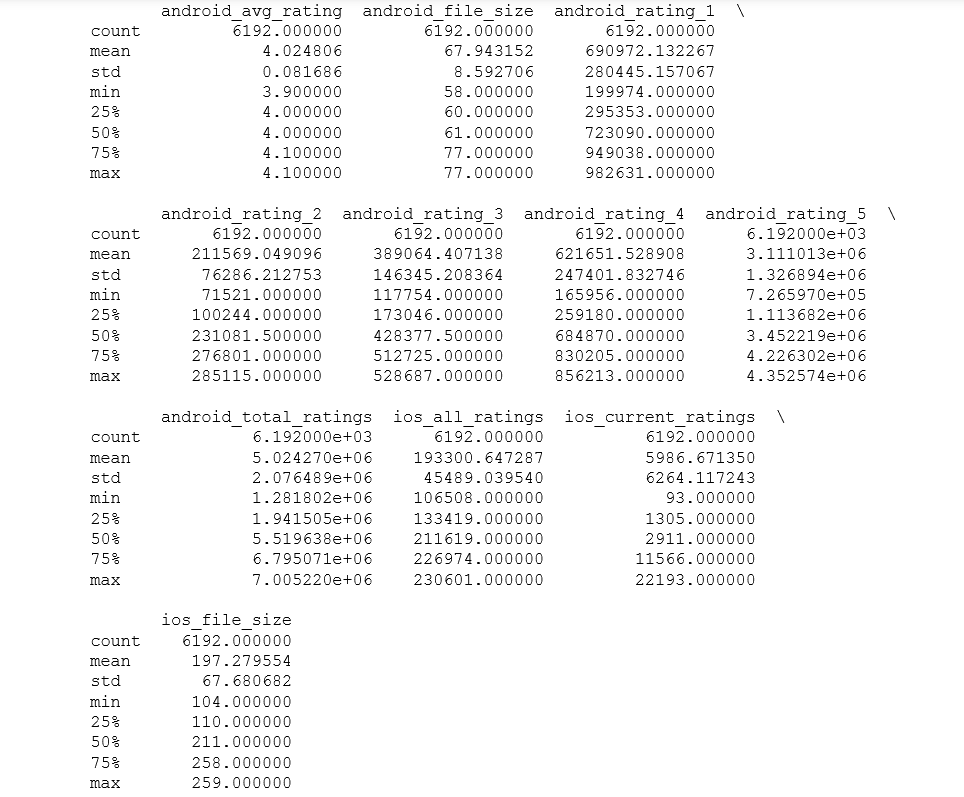 android_avg_rating android_file_size android_rating_1 \
count 6192.000000 6192.000000 6192.000000
mean 4.024806 67.943152 690972.132267
std 0.081686 8.592706 280445.157067
min 3.900000 58.000000 199974.000000
25% 4.000000 60.000000 295353.000000
50% 4.000000 61.000000 723090.000000
75% 4.100000 77.000000 949038.000000
max 4.100000 77.000000 982631.000000
android_rating_2 android_rating_3 android_rating_4 android_rating_5 \
count 6192.000000 6192.000000 6192.000000 6.192000e+03
mean 211569.049096 389064.407138 621651.528908 3.111013e+06
std 76286.212753 146345.208364 247401.832746 1.326894e+06
min 71521.000000 117754.000000 165956.000000 7.265970e+05
25% 100244.000000 173046.000000 259180.000000 1.113682e+06
50% 231081.500000 428377.500000 684870.000000 3.452219e+06
75% 276801.000000 512725.000000 830205.000000 4.226302e+06
max 285115.000000 528687.000000 856213.000000 4.352574e+06
android_total_ratings ios_all_ratings ios_current_ratings \
count 6.192000e+03 6192.000000 6192.000000
mean 5.024270e+06 193300.647287 5986.671350
std 2.076489e+06 45489.039540 6264.117243
min 1.281802e+06 106508.000000 93.000000
25% 1.941505e+06 133419.000000 1305.000000
50% 5.519638e+06 211619.000000 2911.000000
75% 6.795071e+06 226974.000000 11566.000000
max 7.005220e+06 230601.000000 22193.000000
ios_file_size
count 6192.000000
mean 197.279554
std 67.680682
min 104.000000
25% 110.000000
50% 211.000000
75% 258.000000
max 259.000000